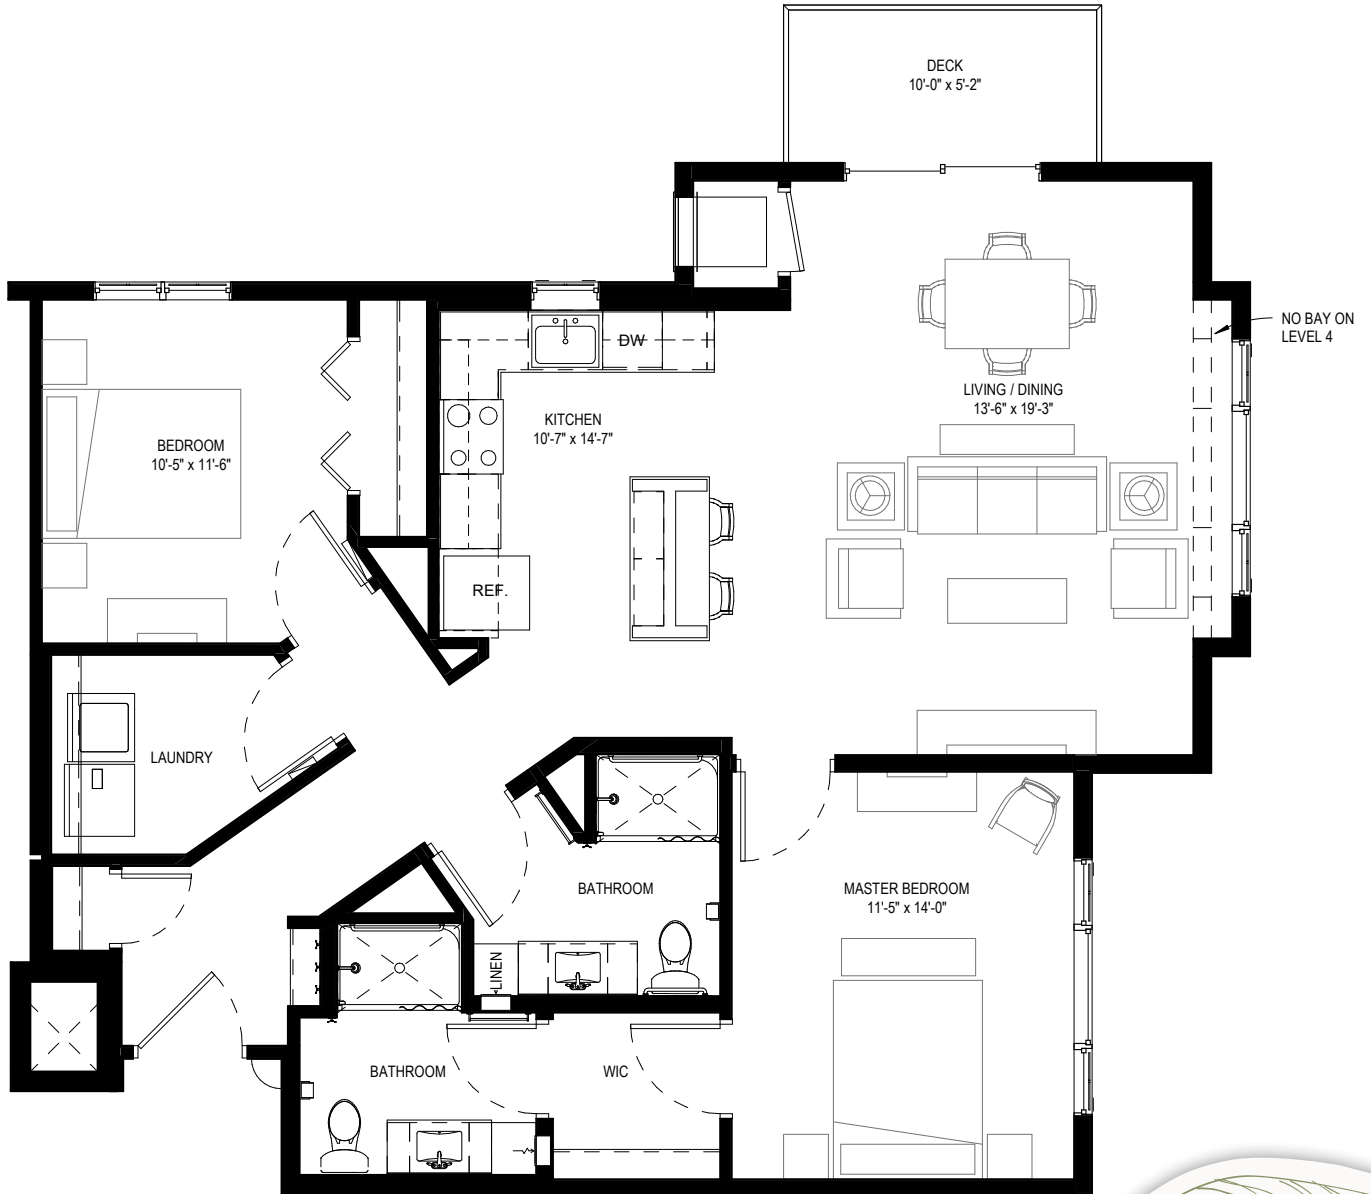 DECK
10'-0" x 5'-2"
NO BAY ON
LEVEL 4
LIVING / DINING
13'-6" x 19'-3"
DW
KITCHEN
10'-7" x 14'-7"
BEDROOM
10'-5" x 11'-6"
REF.
LAUNDRY
BATHROOM
MASTER BEDROOM
11'-5" x 14'-0"
LINEN
BATHROOM
WIC